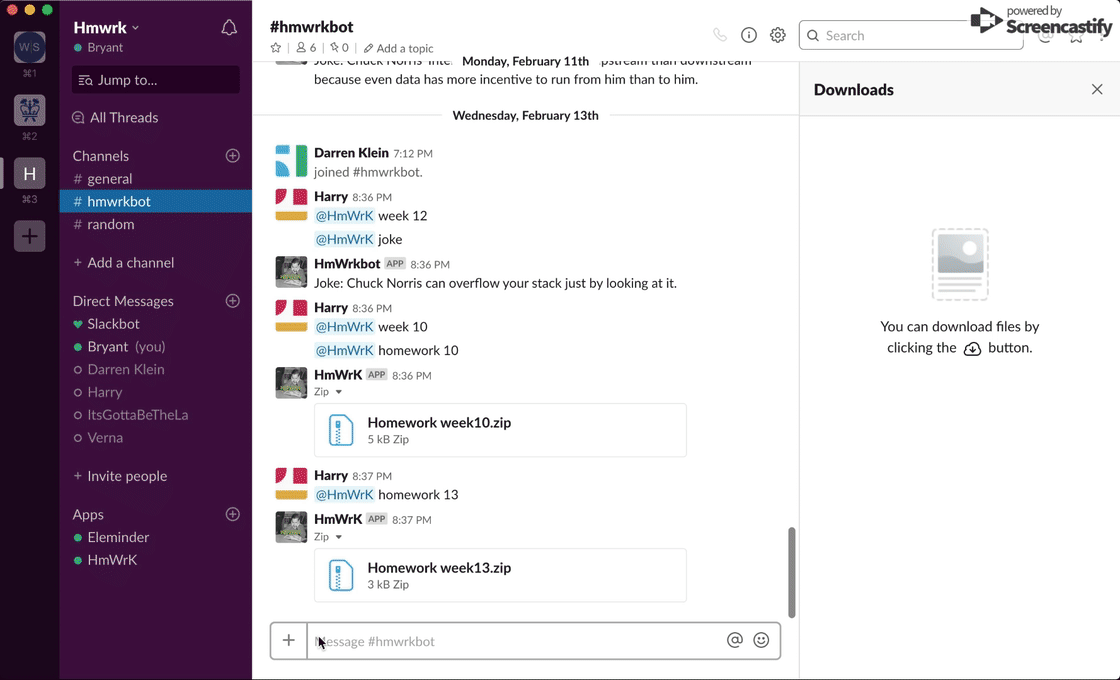 powered by
Screencastify
W|S
⌘1
⌘2
H
⌘3
Hmwrk
Bryant
Jump to...
All Threads
Channels
# general
# hmwrkbot
# random
+ Add a channel
Direct Messages
Slackbot
Bryant (you)
Darren Klein
Harry
ItsGottaBeTheLa
Verna
+ Invite people
Apps
Eleminder
HmWrK
#hmwrkbot
6
0
Add a topic
Search
Joke: Chuck Norris
Monday, February 11th
than downstream
because even data has more incentive to run from him than to him.
Wednesday, February 13th
Darren Klein 7:12 PM
joined #hmwrkbot.
Harry 8:36 PM
@HmWrK week 12
@HmWrK joke
HmWrkbot APP 8:36 PM
Joke: Chuck Norris can overflow your stack just by looking at it.
Harry 8:36 PM
@HmWrK week 10
@HmWrK homework 10
HmWrK APP 8:36 PM
Zip
Homework week10.zip
5 kB Zip
Harry 8:37 PM
@HmWrK homework 13
HmWrK APP 8:37 PM
Zip
Homework week13.zip
3 kB Zip
Message #hmwrkbot
Downloads
You can download files by
clicking the button.